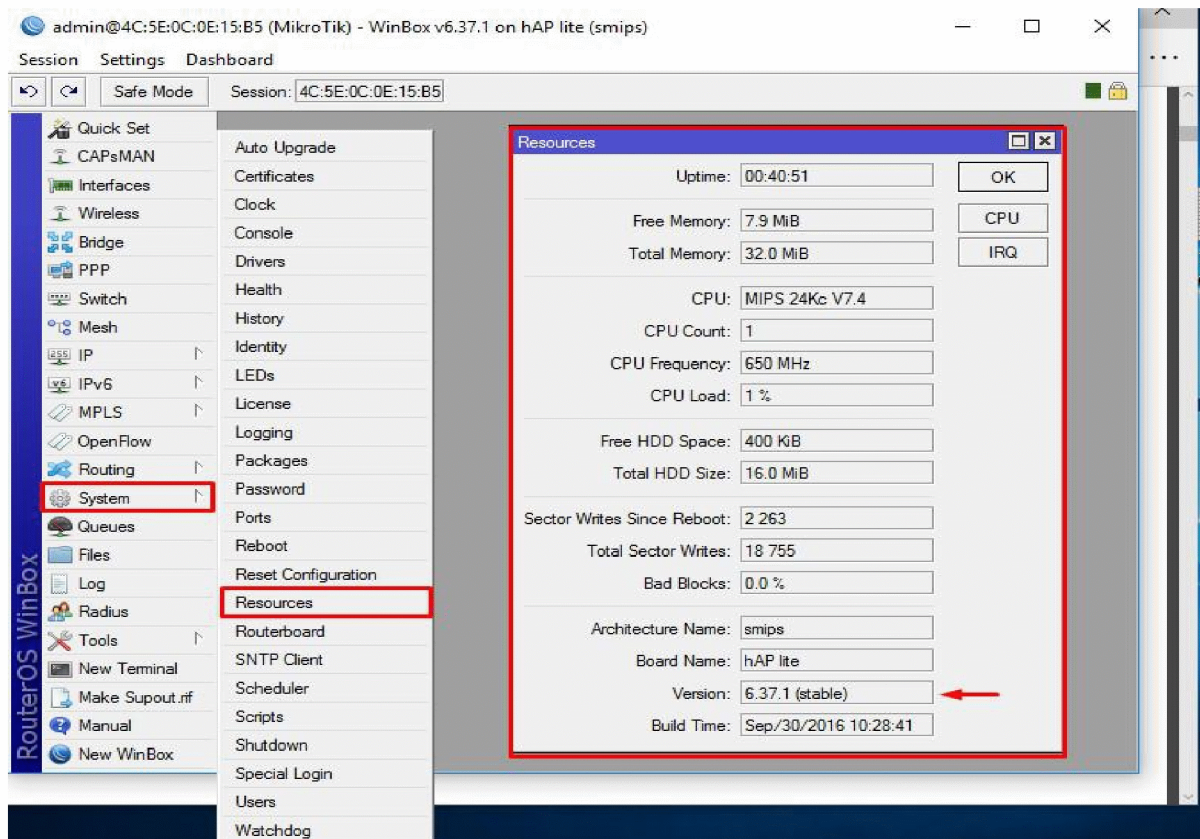 admin@4C:5E:0C:0E:15:B5 (MikroTik) - WinBox v6.37.1 on hAP lite (smips)
Session Settings Dashboard
Safe Mode Session: 4C:5E:0C:0E:15:B5
RouterOS WinBox
Quick Set
CAPsMAN
Interfaces
Wireless
Bridge
PPP
Switch
Mesh
255 IP
v6 IPv6
MPLS
OpenFlow
Routing
System
Queues
Files
Log
Radius
Tools
New Terminal
Make Supout.rif
Manual
New WinBox
Auto Upgrade
Certificates
Clock
Console
Drivers
Health
History
Identity
LEDs
License
Logging
Packages
Password
Ports
Reboot
Reset Configuration
Resources
Routerboard
SNTP Client
Scheduler
Scripts
Shutdown
Special Login
Users
Watchdog
Resources
Uptime: 00:40:51
Free Memory: 7.9 MiB
Total Memory: 32.0 MiB
CPU: MIPS 24Kc V7.4
CPU Count: 1
CPU Frequency: 650 MHz
CPU Load: 1 %
Free HDD Space: 400 KiB
Total HDD Size: 16.0 MiB
Sector Writes Since Reboot: 2 263
Total Sector Writes: 18 755
Bad Blocks: 0.0 %
Architecture Name: smips
Board Name: hAP lite
Version: 6.37.1 (stable)
Build Time: Sep/30/2016 10:28:41
OK
CPU
IRQ